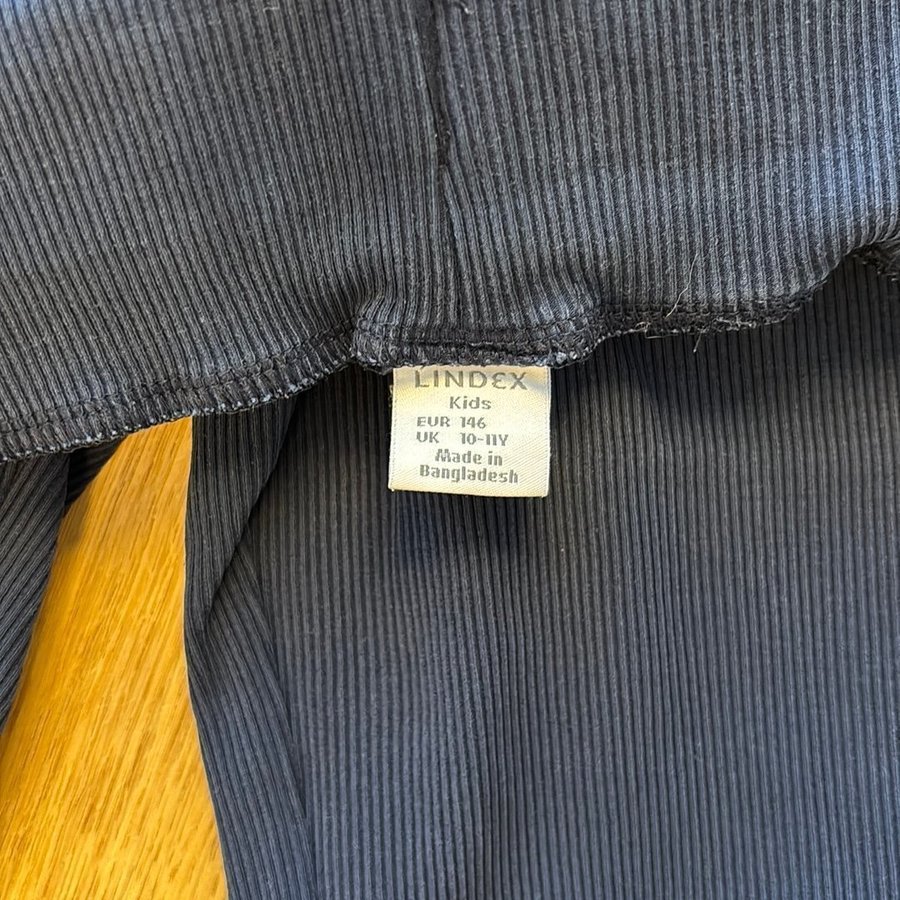 LINDEX
Kids
EUR 146
UK 10-11Y
Made in
Bangladesh